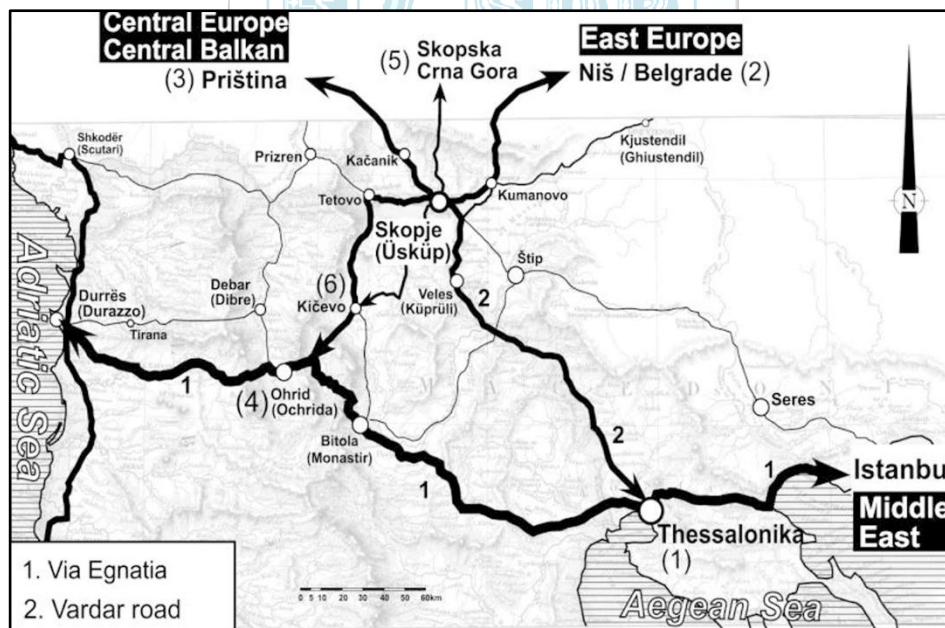 Central Europe
Central Balkan
(3) Priština
(5)
Skopska
Crna Gora
East Europe
Niš / Belgrade (2)
Shkodër
(Scutari)
Prizren
Kačanik
Kjustendil
(Ghiustendil)
N
Tetovo
Kumanovo
Skopje
(Üsküp)
Štip
Adriatic Sea
Durrës
(Durazzo)
Tirana
Debar
(Dibre)
(6)
Kičevo
Veles
(Küprüli)
2
1
(4)
Ohrid
(Ochrida)
Bitola
(Monastir)
Seres
1
2
1
Istanbu
Middle
East
Thessalonika
(1)
Aegean Sea
1. Via Egnatia
2. Vardar road
0 5 10 20 30 40 50 60km